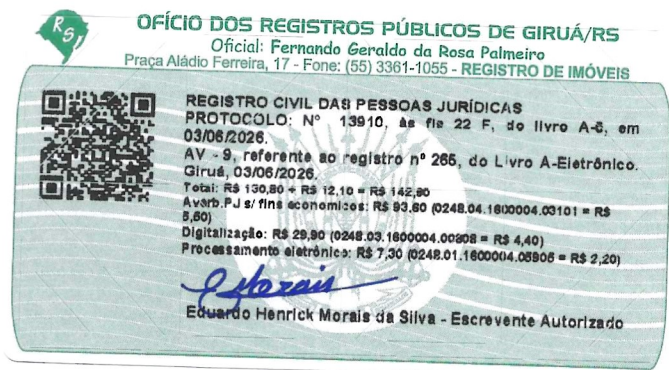 RSI
OFÍCIO DOS REGISTROS PÚBLICOS DE GIRUÁ/RS
Oficial: Fernando Geraldo da Rosa Palmeiro
Praça Aládio Ferreira, 17 - Fone: (55) 3361-1055 - REGISTRO DE IMÓVEIS
REGISTRO CIVIL DAS PESSOAS JURÍDICAS
PROTOCOLO: Nº 13910, às fls 22 F, do livro A-6, em
03/06/2026.
AV - 9, referente ao registro nº 265, do Livro A-Eletrônico.
Giruá, 03/06/2026.
Total: R$ 130,80 + R$ 12,10 = R$ 142,90
Averb.PJ s/ fins economicos: R$ 93,60 (0248.04.1600004.03101 = R$
5,50)
Digitalização: R$ 29,90 (0248.03.1600004.00808 = R$ 4,40)
Processamento eletrônico: R$ 7,30 (0248.01.1600004.05905 = R$ 2,20)
Eduardo Henrick Morais da Silva - Escrevente Autorizado